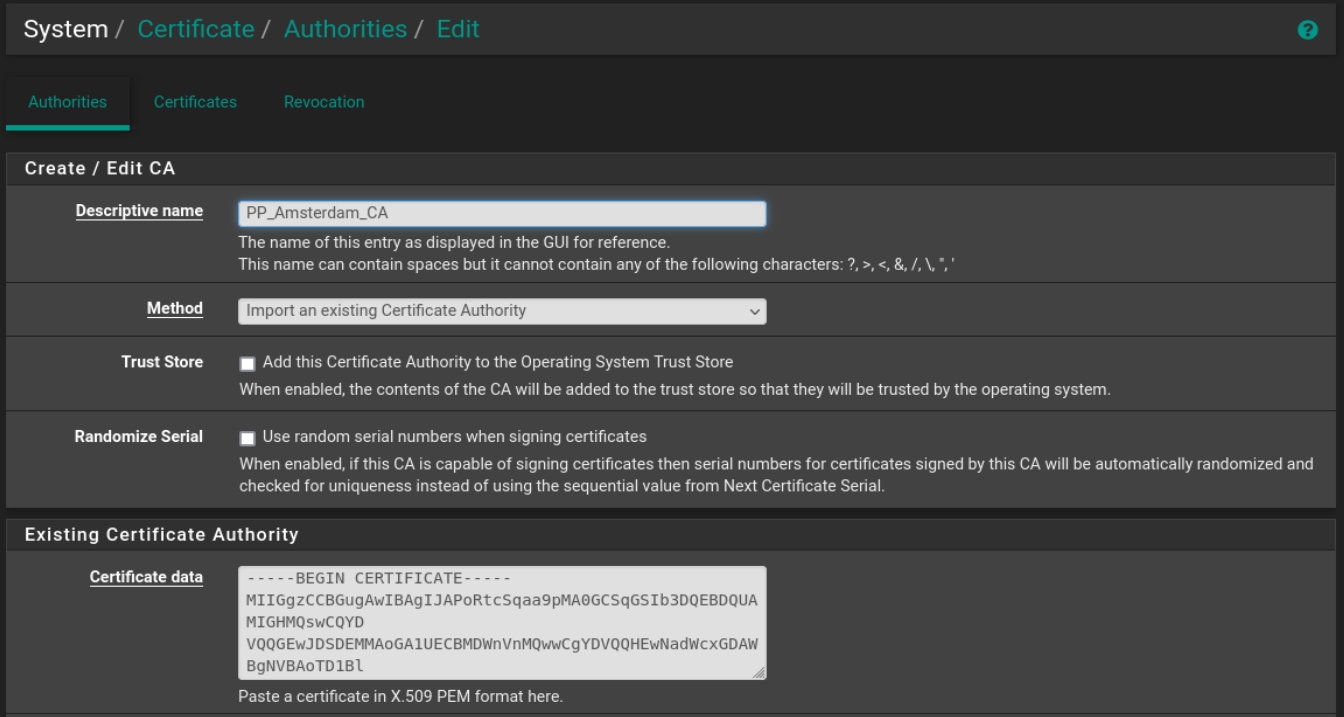 System / Certificate / Authorities / Edit
Authorities Certificates Revocation
Create / Edit CA
Descriptive name PP_Amsterdam_CA
The name of this entry as displayed in the GUI for reference.
This name can contain spaces but it cannot contain any of the following characters: ?, >, <, &, /, \, ", '
Method Import an existing Certificate Authority
Trust Store Add this Certificate Authority to the Operating System Trust Store
When enabled, the contents of the CA will be added to the trust store so that they will be trusted by the operating system.
Randomize Serial Use random serial numbers when signing certificates
When enabled, if this CA is capable of signing certificates then serial numbers for certificates signed by this CA will be automatically randomized and
checked for uniqueness instead of using the sequential value from Next Certificate Serial.
Existing Certificate Authority
Certificate data -----BEGIN CERTIFICATE-----
MIIGgzCCBGugAwIBAgIJAPoRtcSqaa9pMA0GCSqGSIb3DQEBDQUA
MIGHMQswCQYD
VQQGEwJDSDEMMAoGA1UECBMDWnVnMQwwCgYDVQQHEwNadWcxGDAW
BgNVBAoTD1Bl
Paste a certificate in X.509 PEM format here.